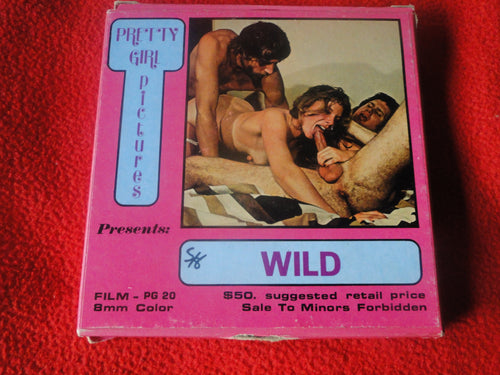 PRETTY
GIRL
pictures
Presents:
WILD
FILM - PG 20
8mm Color
$50. suggested retail price
Sale To Minors Forbidden